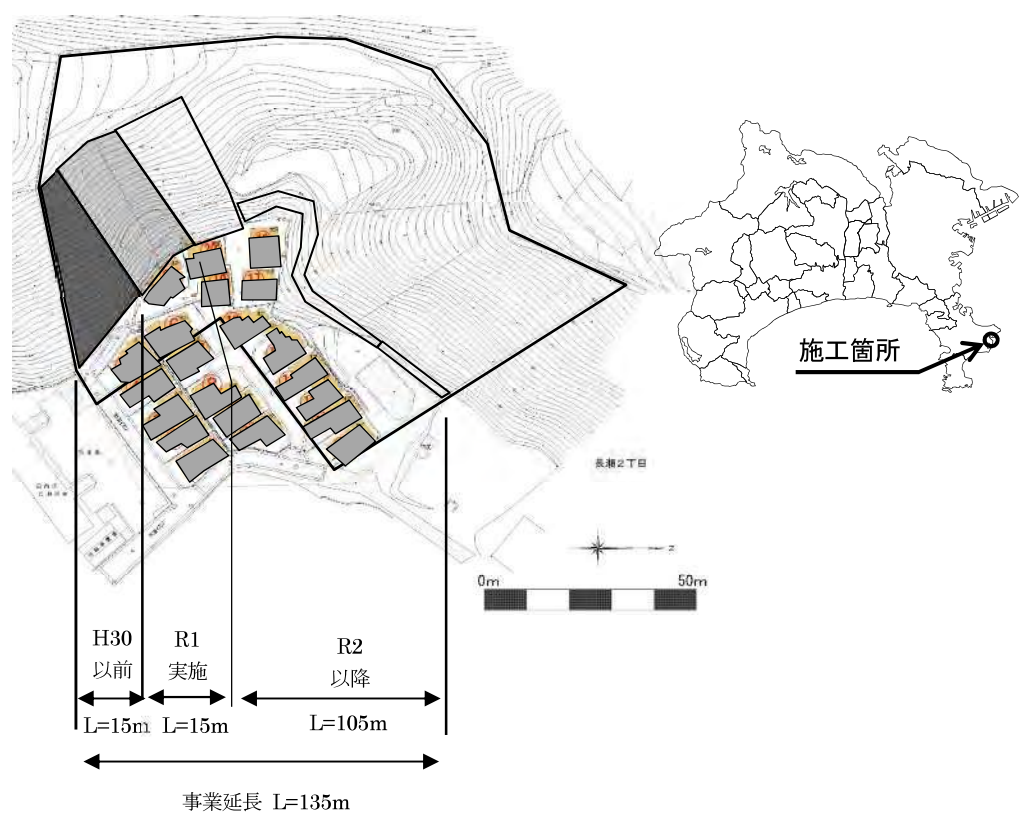 施工箇所
長瀬2丁目
N
0m 50m
H30
以前
R1
実施
R2
以降
L=15m
L=15m
L=105m
事業延長 L=135m